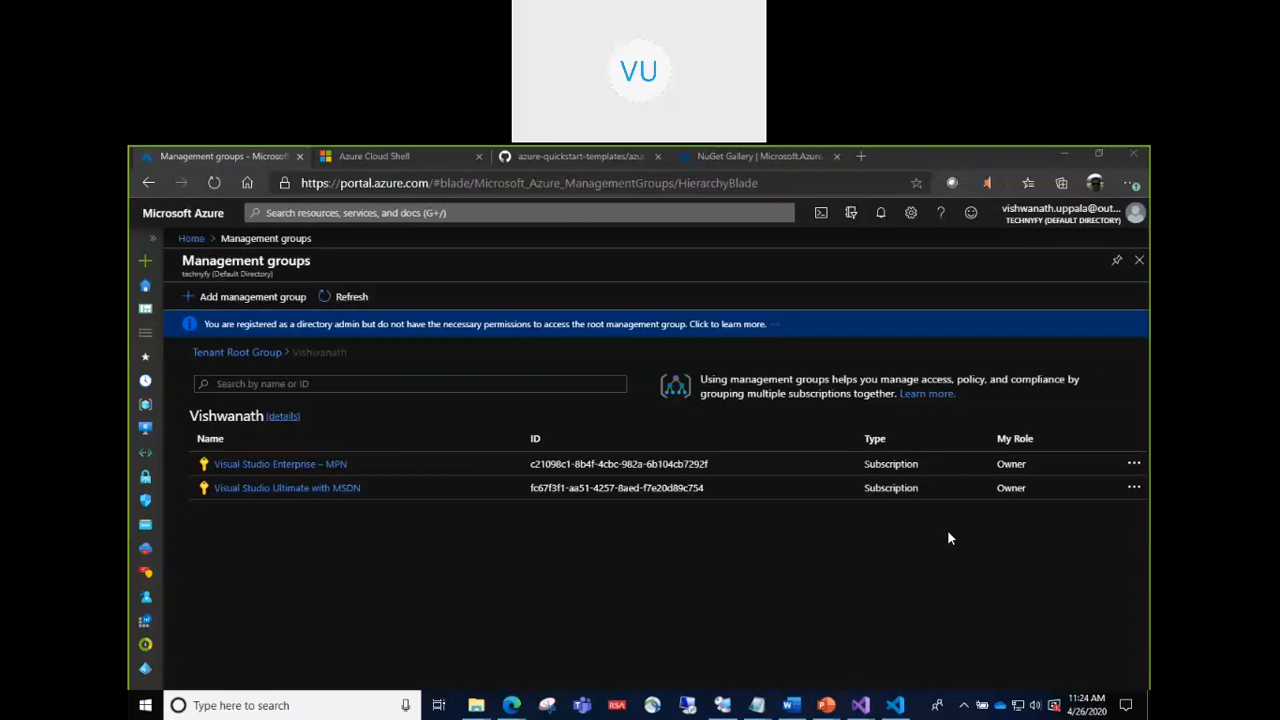 VU
Management groups - Microsof
Azure Cloud Shell
azure-quickstart-templates/azu
NuGet Gallery | Microsoft.Azure.
https://portal.azure.com/#blade/Microsoft_Azure_ManagementGroups/HierarchyBlade
Microsoft Azure
Search resources, services, and docs (G+/)
vishwanath.uppala@out...
TECHNYFY (DEFAULT DIRECTORY)
Home > Management groups
Management groups
technyfy (Default Directory)
Add management group
Refresh
You are registered as a directory admin but do not have the necessary permissions to access the root management group. Click to learn more.
Tenant Root Group > Vishwanath
Search by name or ID
Using management groups helps you manage access, policy, and compliance by
grouping multiple subscriptions together. Learn more.
Vishwanath (details)
Name ID Type My Role
Visual Studio Enterprise – MPN c21098c1-8b4f-4cbc-982a-6b104cb7292f Subscription Owner ...
Visual Studio Ultimate with MSDN fc67f3f1-aa51-4257-8aed-f7e20d89c754 Subscription Owner ...
Type here to search
RSA
11:24 AM
4/26/2020